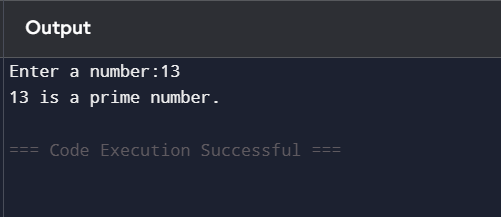 Output
Enter a number:13
13 is a prime number.
=== Code Execution Successful ===